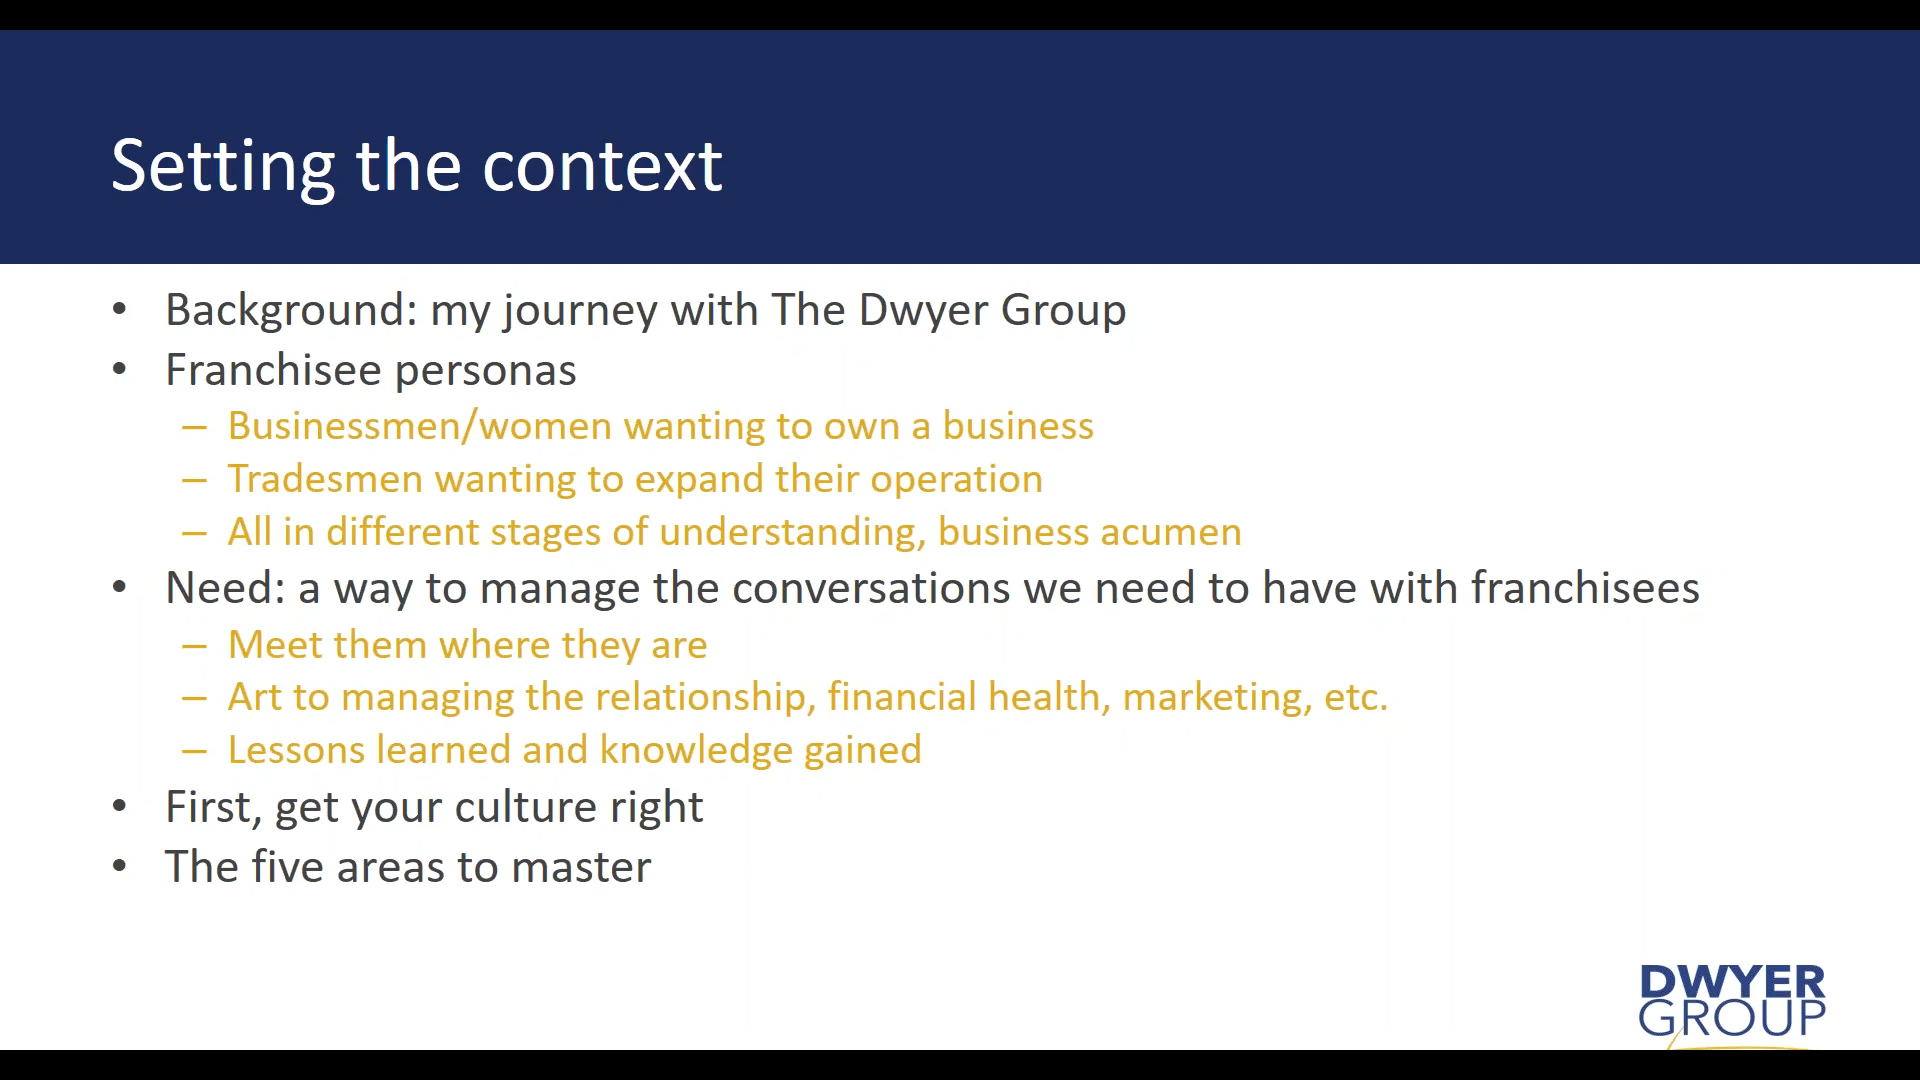 Setting the context
• Background: my journey with The Dwyer Group
• Franchisee personas
– Businessmen/women wanting to own a business
– Tradesmen wanting to expand their operation
– All in different stages of understanding, business acumen
• Need: a way to manage the conversations we need to have with franchisees
– Meet them where they are
– Art to managing the relationship, financial health, marketing, etc.
– Lessons learned and knowledge gained
• First, get your culture right
• The five areas to master
DWYER
GROUP